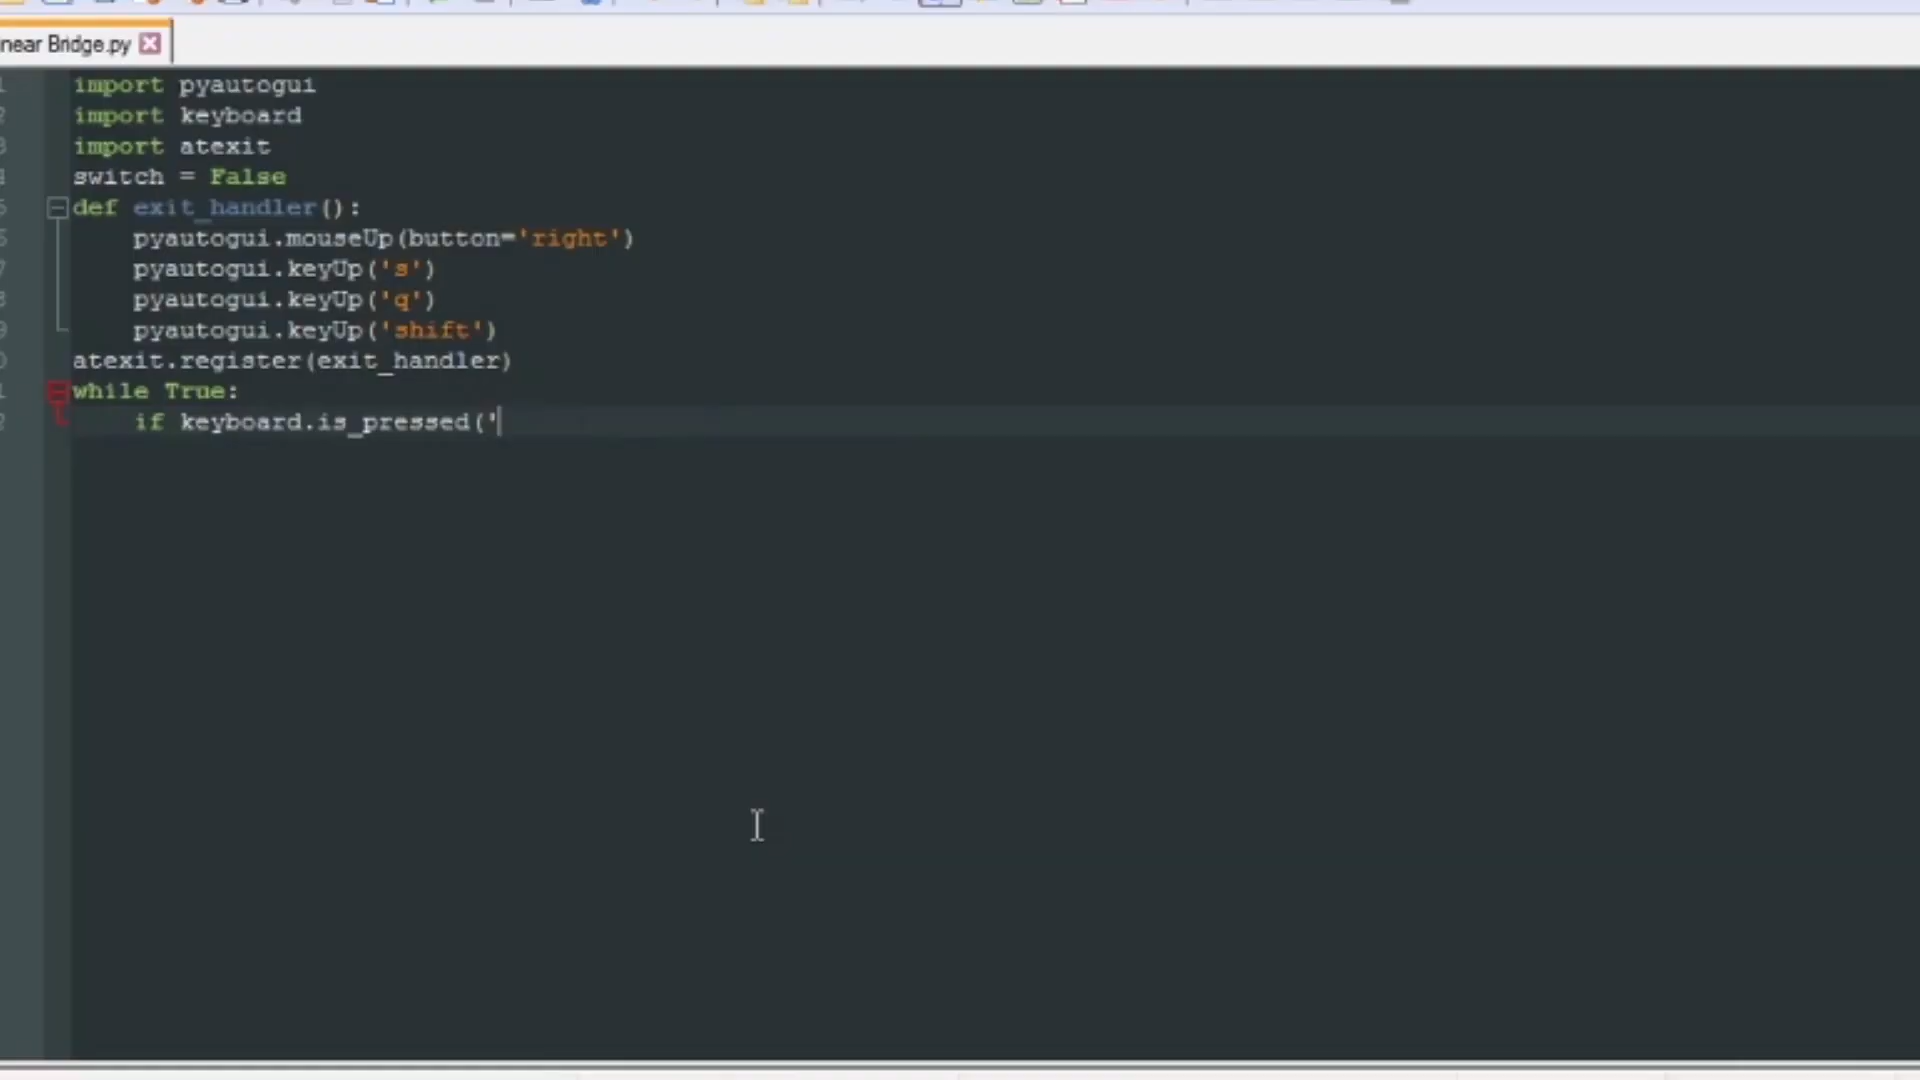 near Bridge.py
import pyautogui
import keyboard
import atexit
switch = False
def exit_handler():
    pyautogui.mouseUp(button='right')
    pyautogui.keyUp('s')
    pyautogui.keyUp('q')
    pyautogui.keyUp('shift')
atexit.register(exit_handler)
while True:
    if keyboard.is_pressed('